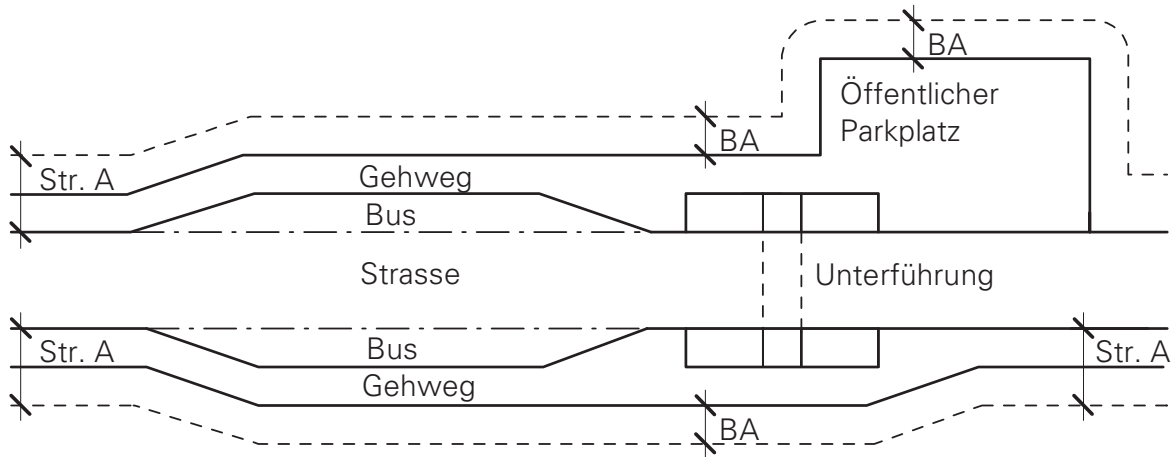 BA
Öffentlicher
Parkplatz
BA
Str. A
Gehweg
Bus
Strasse
Unterführung
Str. A
Bus
Str. A
Gehweg
BA